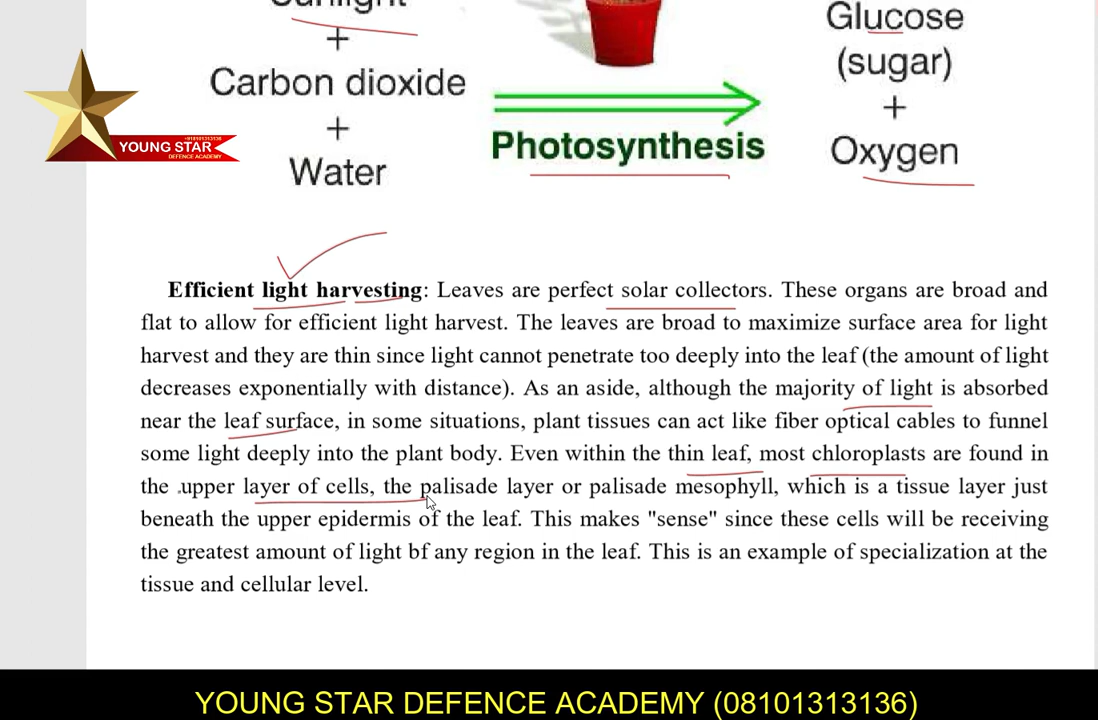 Sunlight
+
Carbon dioxide
+
Water
Photosynthesis
Glucose
(sugar)
+
Oxygen
+918101313136
YOUNG STAR
DEFENCE ACADEMY
Efficient light harvesting: Leaves are perfect solar collectors. These organs are broad and
flat to allow for efficient light harvest. The leaves are broad to maximize surface area for light
harvest and they are thin since light cannot penetrate too deeply into the leaf (the amount of light
decreases exponentially with distance). As an aside, although the majority of light is absorbed
near the leaf surface, in some situations, plant tissues can act like fiber optical cables to funnel
some light deeply into the plant body. Even within the thin leaf, most chloroplasts are found in
the .upper layer of cells, the palisade layer or palisade mesophyll, which is a tissue layer just
beneath the upper epidermis of the leaf. This makes "sense" since these cells will be receiving
the greatest amount of light bf any region in the leaf. This is an example of specialization at the
tissue and cellular level.
YOUNG STAR DEFENCE ACADEMY (08101313136)